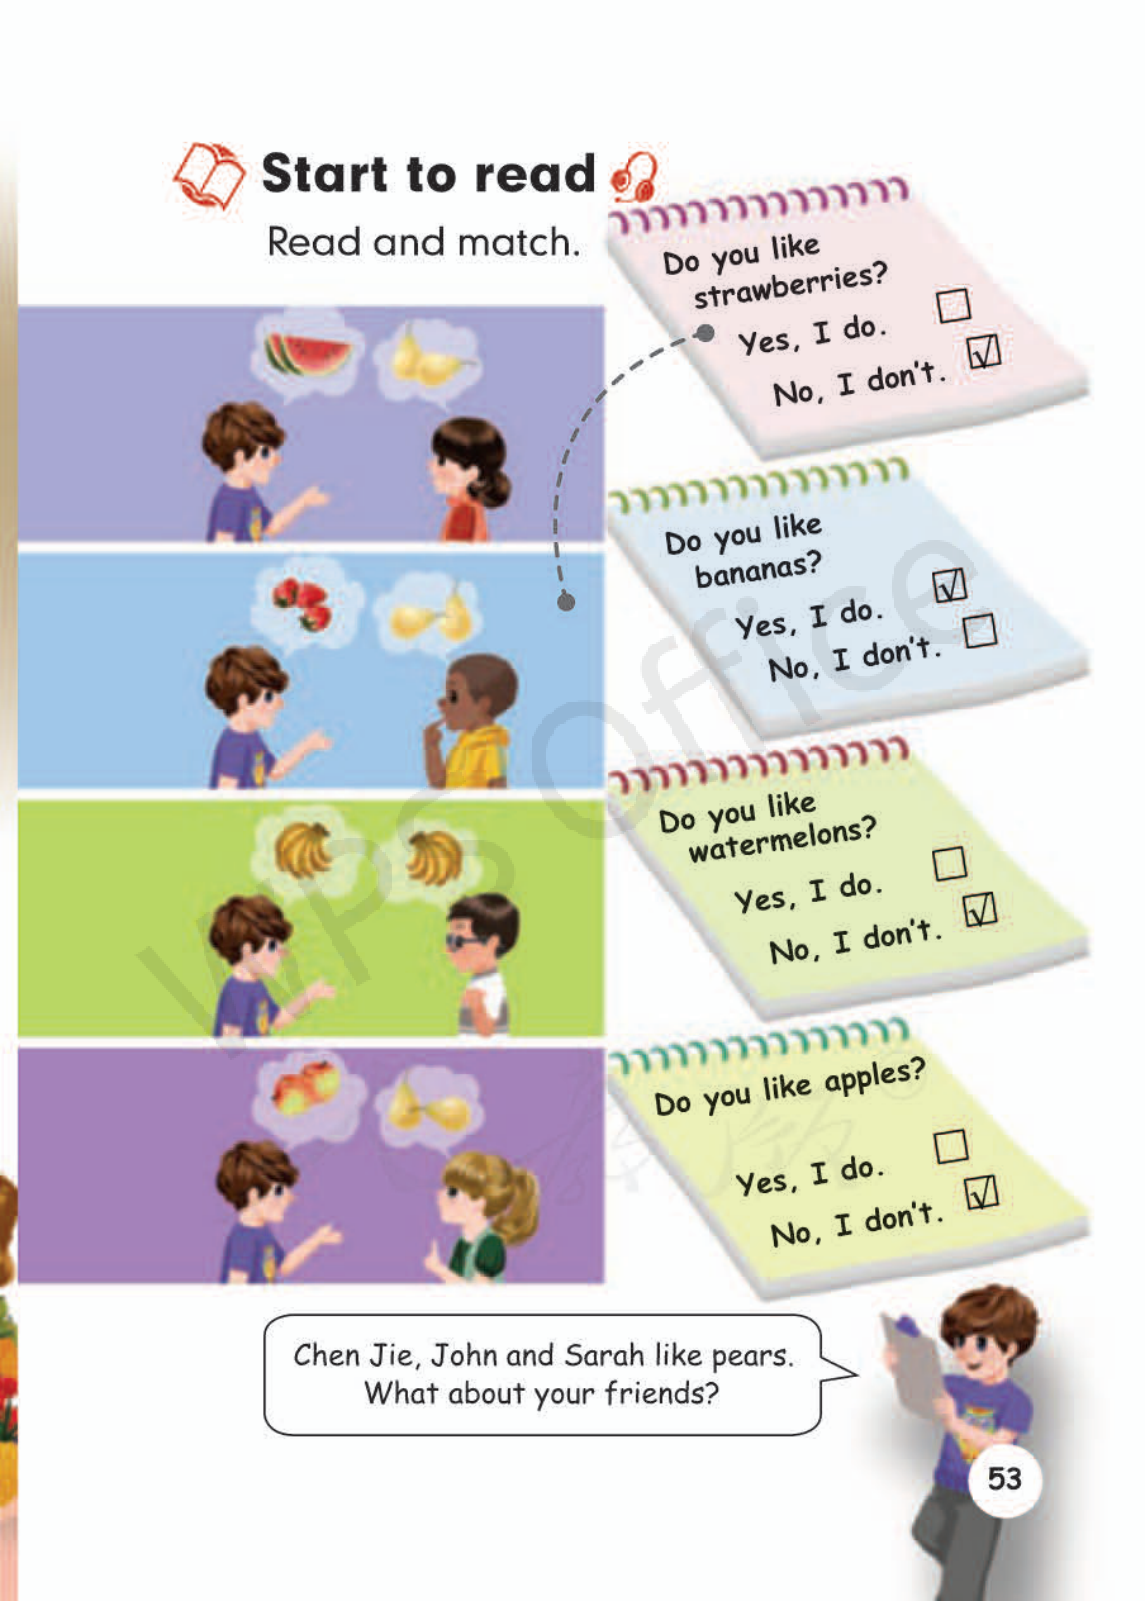 Start to read
Read and match.
Do you like
strawberries?
Yes, I do.
No, I don't.
Do you like
bananas?
Yes, I do.
No, I don't.
Do you like
watermelons?
Yes, I do.
No, I don't.
Do you like apples?
Yes, I do.
No, I don't.
Chen Jie, John and Sarah like pears.
What about your friends?
53
WPS Office